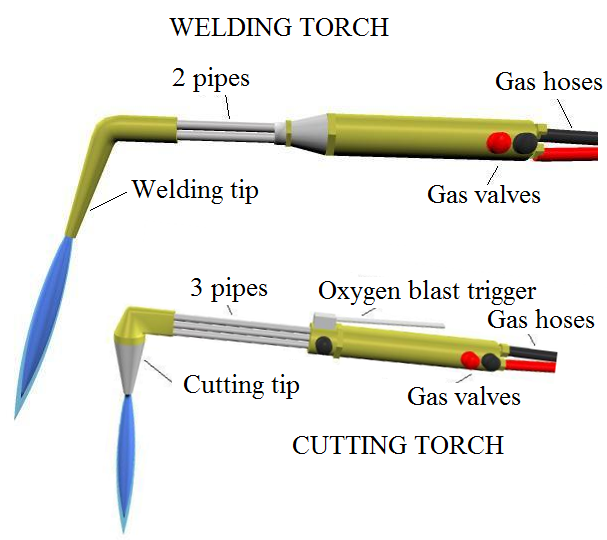 WELDING TORCH
2 pipes
Gas hoses
Welding tip
Gas valves
3 pipes
Oxygen blast trigger
Gas hoses
Cutting tip
Gas valves
CUTTING TORCH